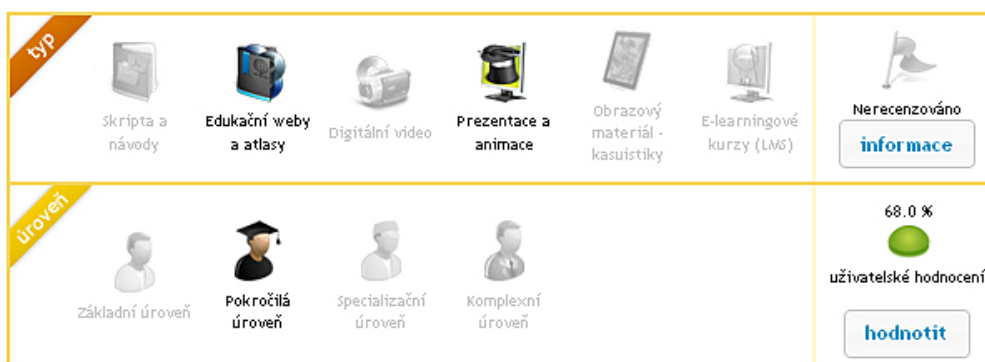 typ
Skripta a
návody
Edukační weby
a atlasy
Digitální video
Prezentace a
animace
Obrazový
materiál -
kasuistiky
E-learningové
kurzy (LMS)
Nerecenzováno
informace
úroveň
Základní úroveň
Pokročilá
úroveň
Specializační
úroveň
Komplexní
úroveň
68.0 %
uživatelské hodnocení
hodnotit